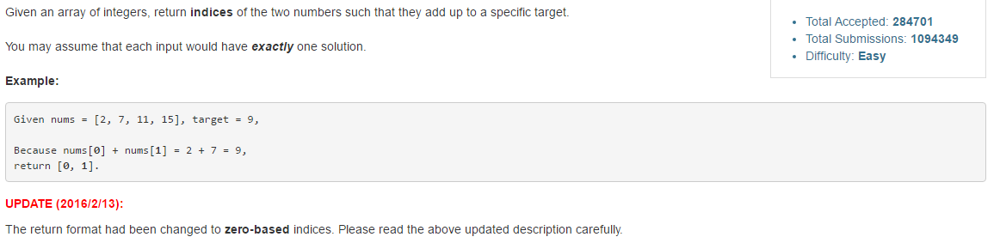 Given an array of integers, return indices of the two numbers such that they add up to a specific target.
You may assume that each input would have exactly one solution.
Example:
Given nums = [2, 7, 11, 15], target = 9,
Because nums[0] + nums[1] = 2 + 7 = 9,
return [0, 1].
UPDATE (2016/2/13):
The return format had been changed to zero-based indices. Please read the above updated description carefully.
Total Accepted: 284701
Total Submissions: 1094349
Difficulty: Easy